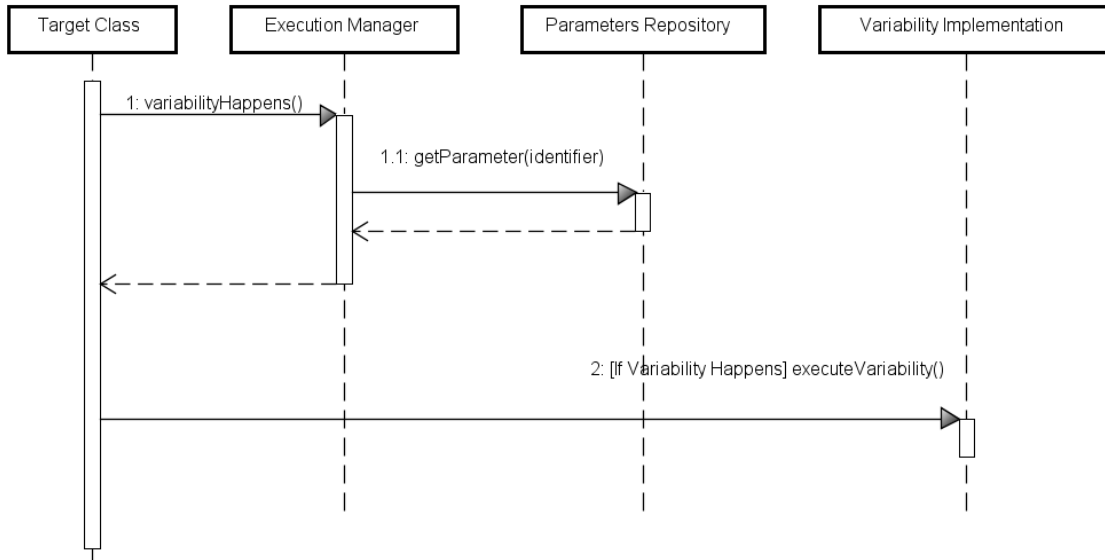 Target Class
Execution Manager
Parameters Repository
Variability Implementation
1: variabilityHappens()
1.1: getParameter(identifier)
2: [If Variability Happens] executeVariability()